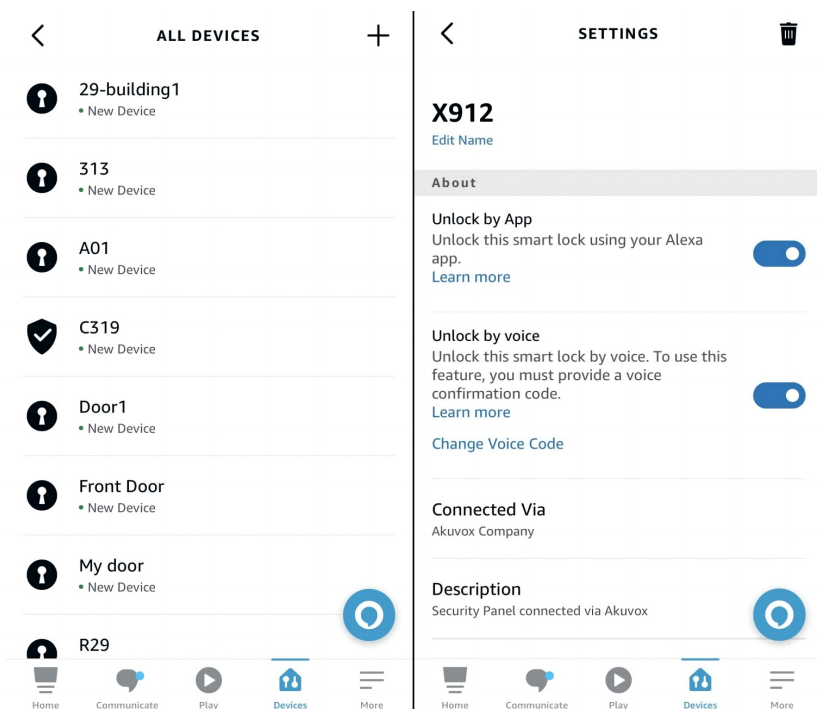 ALL DEVICES
29-building1
New Device
313
New Device
A01
New Device
C319
New Device
Door1
New Device
Front Door
New Device
My door
New Device
R29
Home
Communicate
Play
Devices
More
SETTINGS
X912
Edit Name
About
Unlock by App
Unlock this smart lock using your Alexa
app.
Learn more
Unlock by voice
Unlock this smart lock by voice. To use this
feature, you must provide a voice
confirmation code.
Learn more
Change Voice Code
Connected Via
Akuvox Company
Description
Security Panel connected via Akuvox
Home
Communicate
Play
Devices
More